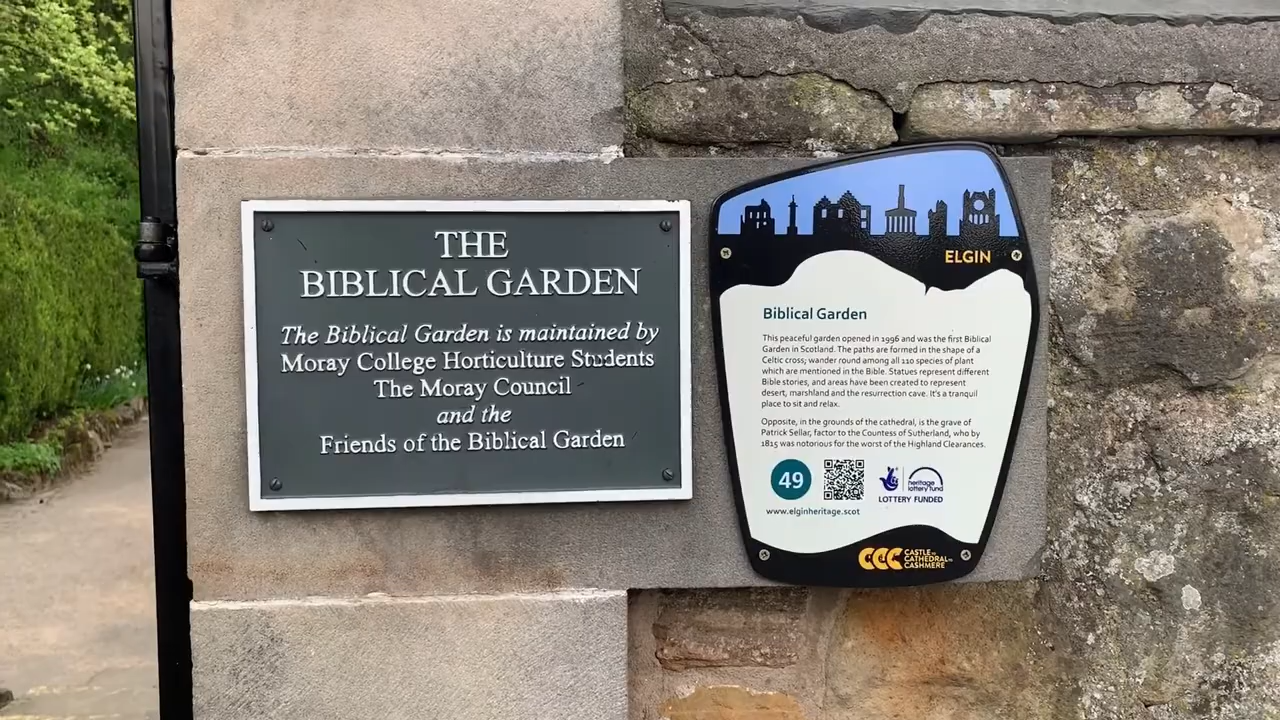 THE
BIBLICAL GARDEN
The Biblical Garden is maintained by
Moray College Horticulture Students
The Moray Council
and the
Friends of the Biblical Garden
ELGIN
Biblical Garden
This peaceful garden opened in 1996 and was the first Biblical
Garden in Scotland. The paths are formed in the shape of a
Celtic cross; wander round among all 110 species of plant
which are mentioned in the Bible. Statues represent different
Bible stories, and areas have been created to represent
desert, marshland and the resurrection cave. It's a tranquil
place to sit and relax.
Opposite, in the grounds of the cathedral, is the grave of
Patrick Sellar, factor to the Countess of Sutherland, who by
1815 was notorious for the worst of the Highland Clearances.
49
heritage
lottery fund
LOTTERY FUNDED
www.elginheritage.scot
CCC
CASTLE TO
CATHEDRAL TO
CASHMERE